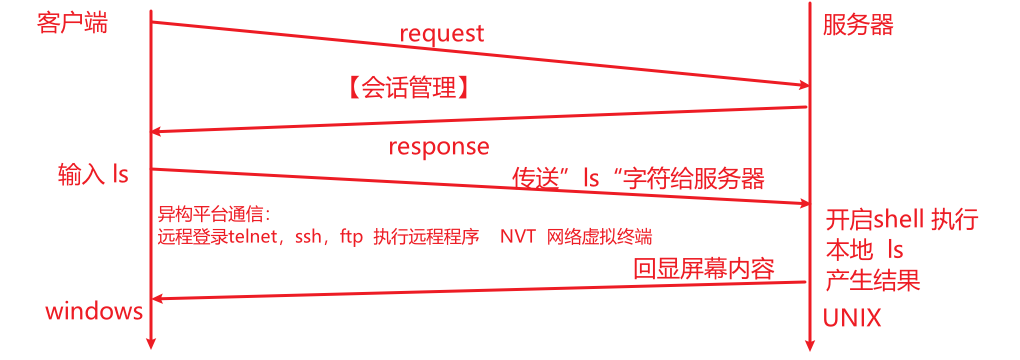 客户端
服务器
request
【会话管理】
response
输入 ls
传送”ls“字符给服务器
异构平台通信：
远程登录telnet，ssh，ftp 执行远程程序 NVT 网络虚拟终端
开启shell 执行
本地 ls
产生结果
回显屏幕内容
windows
UNIX